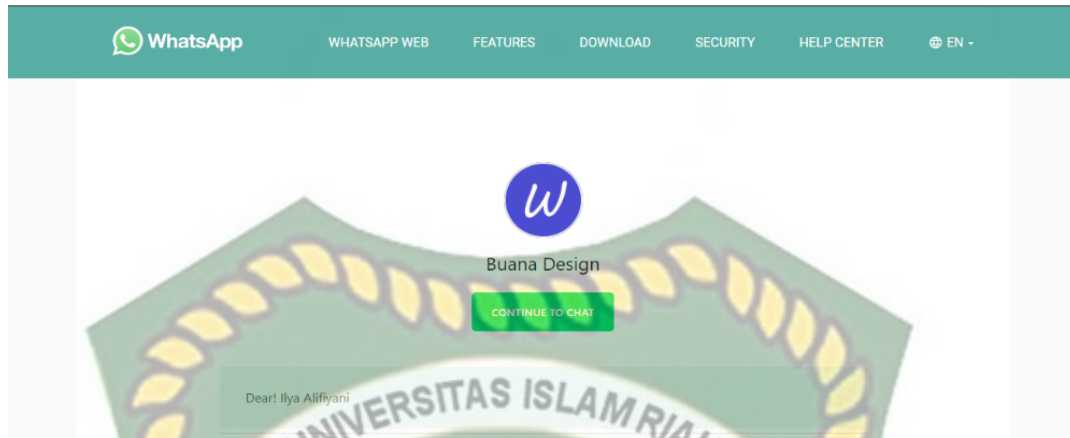 WhatsApp WHATSAPP WEB FEATURES DOWNLOAD SECURITY HELP CENTER EN
W
Buana Design
CONTINUE TO CHAT
Dear! Ilya Alifiyani
UNIVERSITAS ISLAM RIAU